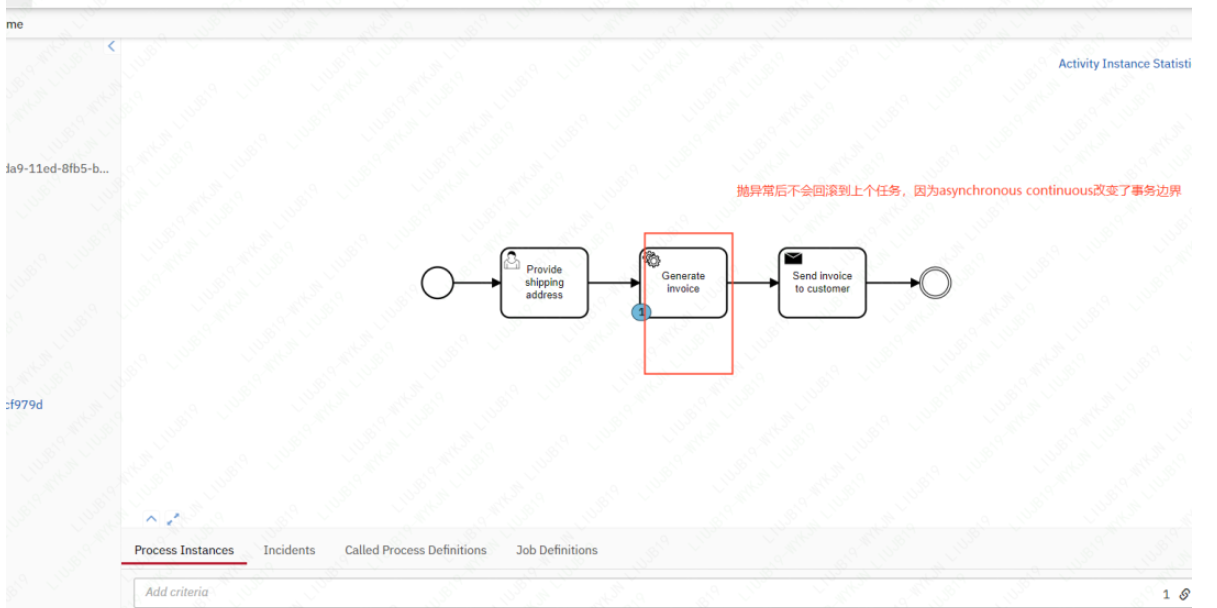 me
Activity Instance Statisti
da9-11ed-8fb5-b...
抛异常后不会回滚到上个任务，因为asynchronous continuous改变了事务边界
Provide
shipping
address
Generate
invoice
Send invoice
to customer
1
cf979d
Process Instances Incidents Called Process Definitions Job Definitions
Add criteria
1